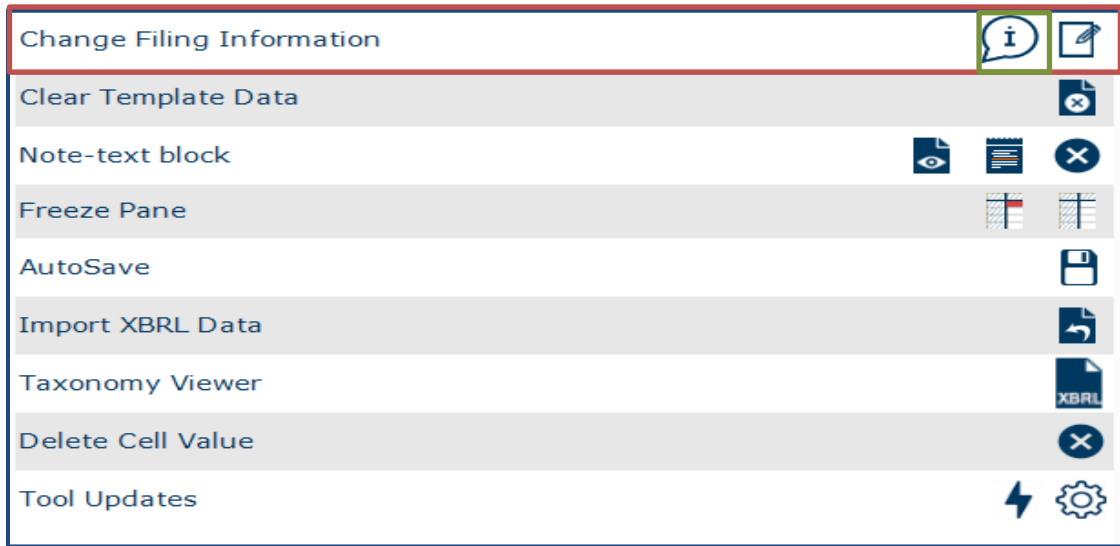 Change Filing Information
Clear Template Data
Note-text block
Freeze Pane
AutoSave
Import XBRL Data
Taxonomy Viewer
XBRL
Delete Cell Value
Tool Updates